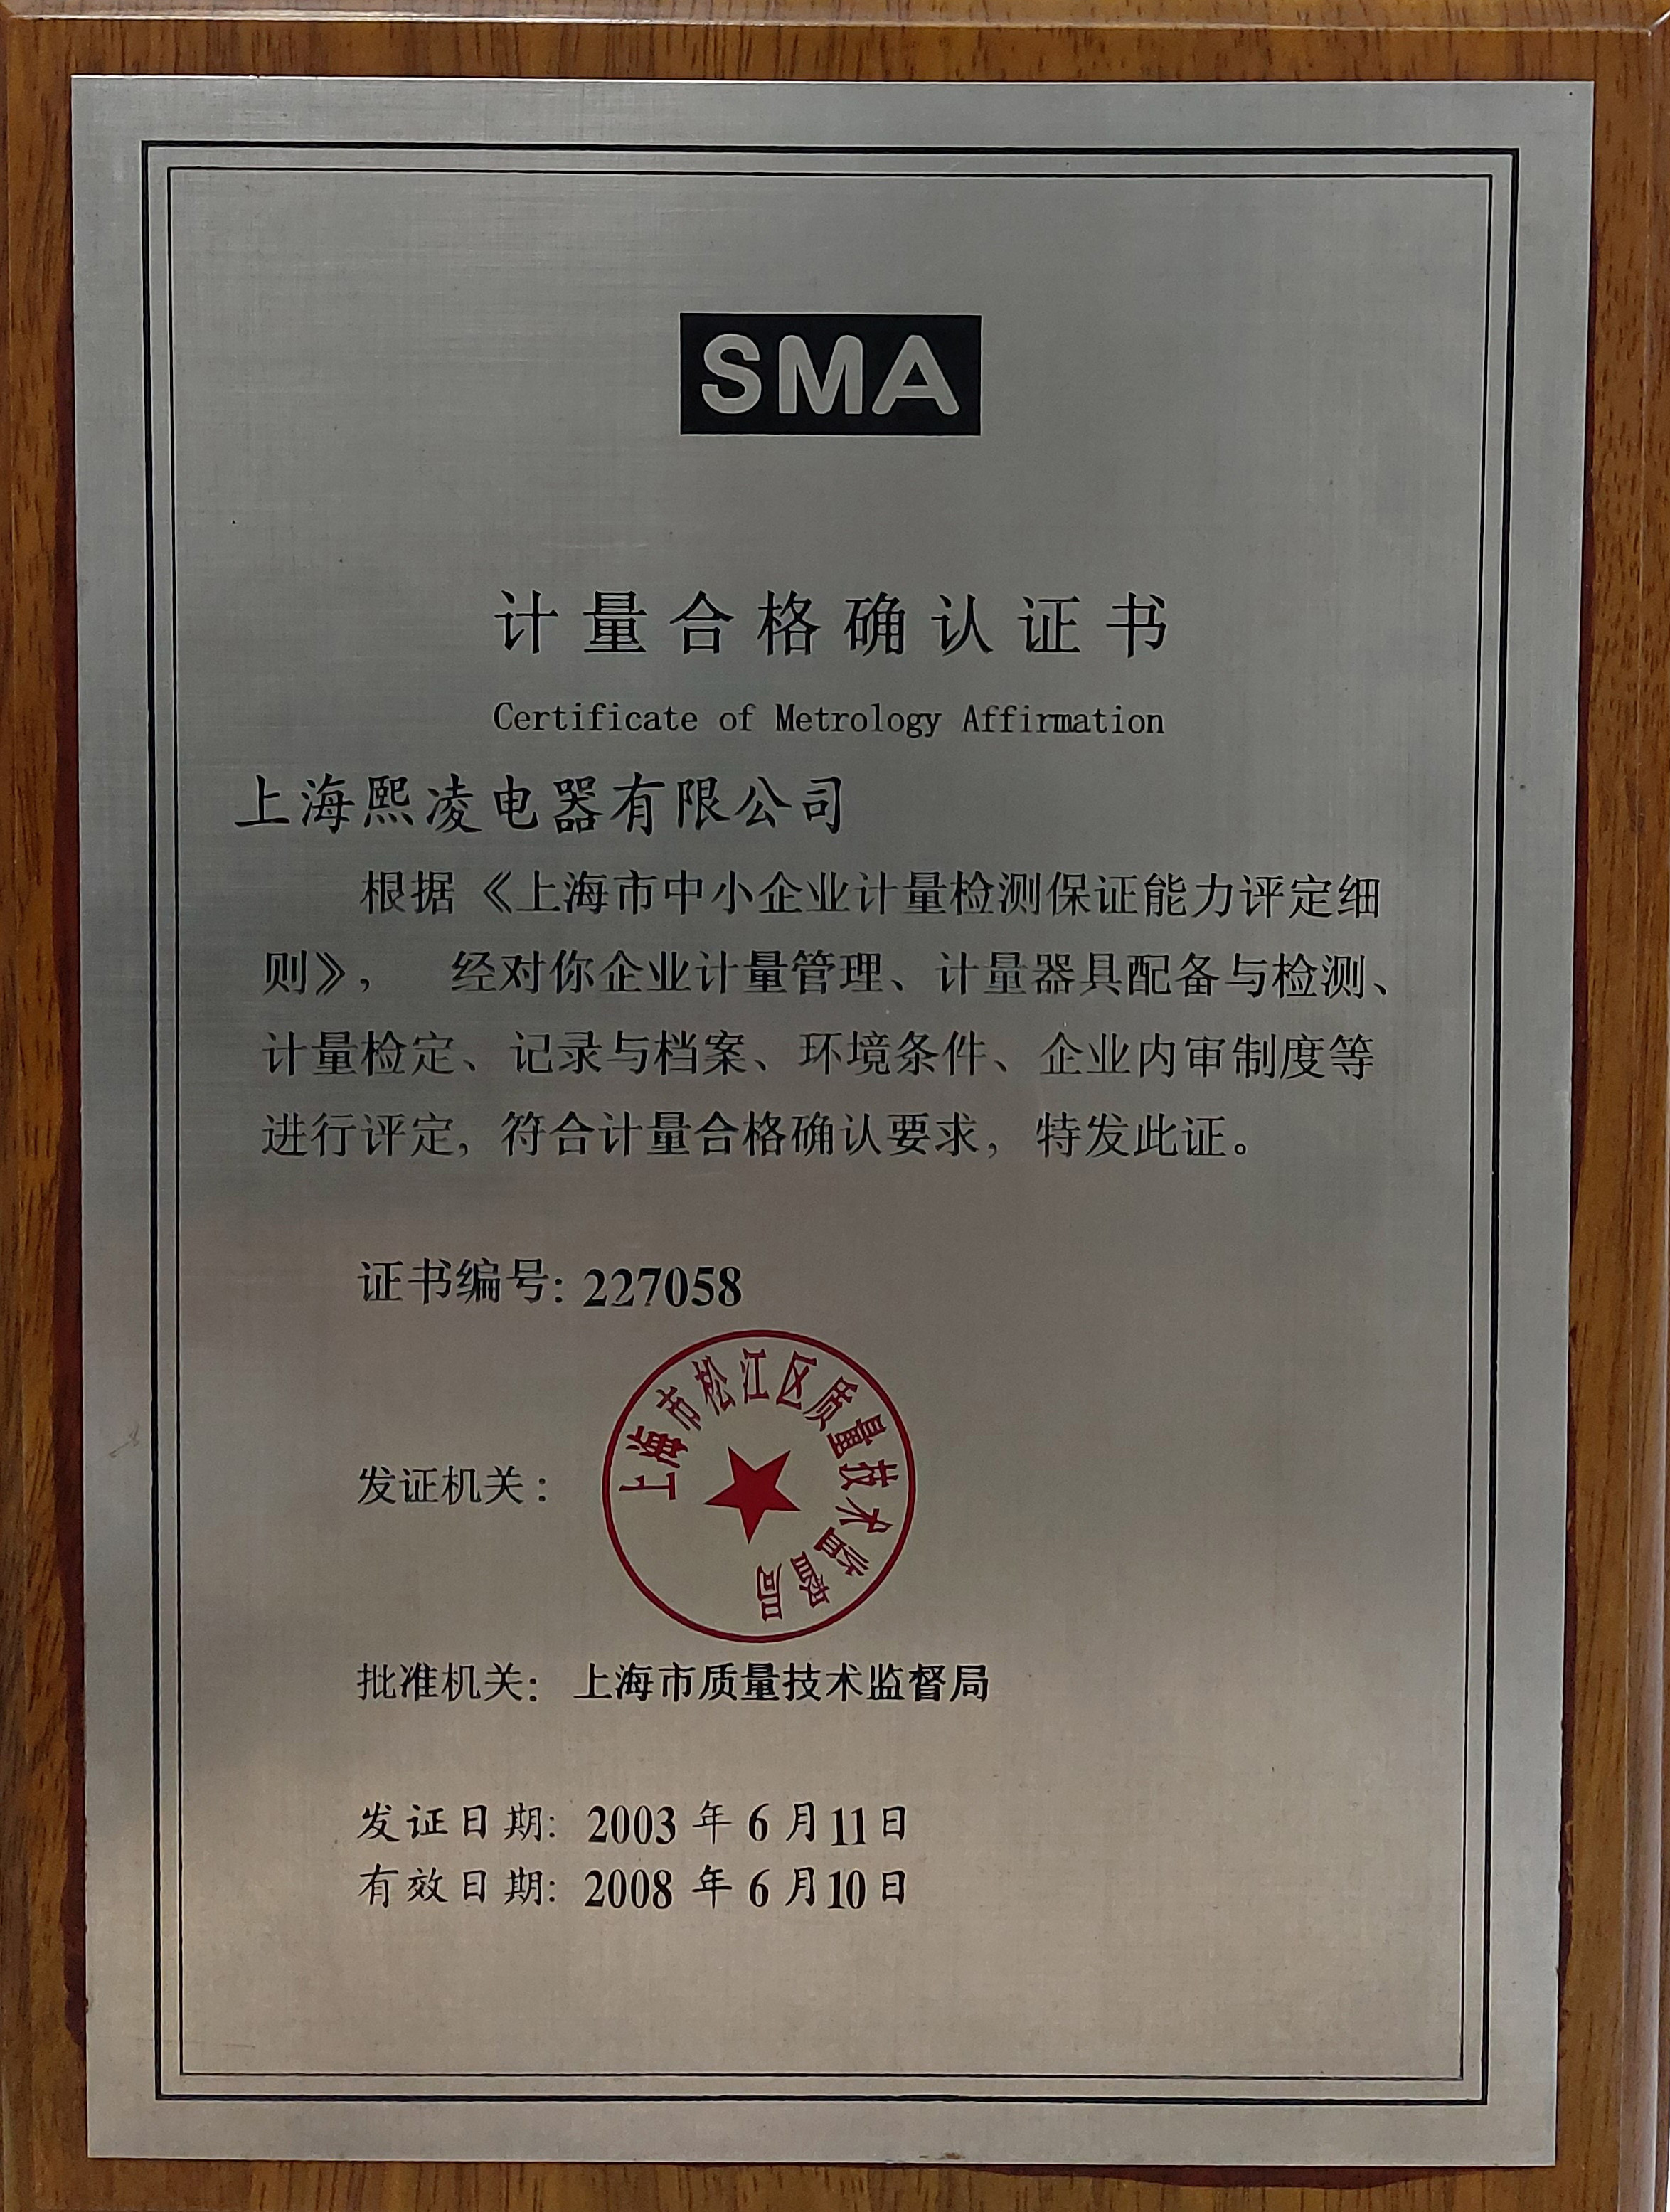 SMA
计量合格确认证书
Certificate of Metrology Affirmation
上海熙凌电器有限公司
根据《上海市中小企业计量检测保证能力评定细
则》， 经对你企业计量管理、计量器具配备与检测、
计量检定、记录与档案、环境条件、企业内审制度等
进行评定，符合计量合格确认要求，特发此证。
证书编号：227058
上海市松江区质量技术监督局
发证机关：
批准机关：上海市质量技术监督局
发证日期：2003 年 6 月 11 日
有效日期：2008 年 6 月 10 日